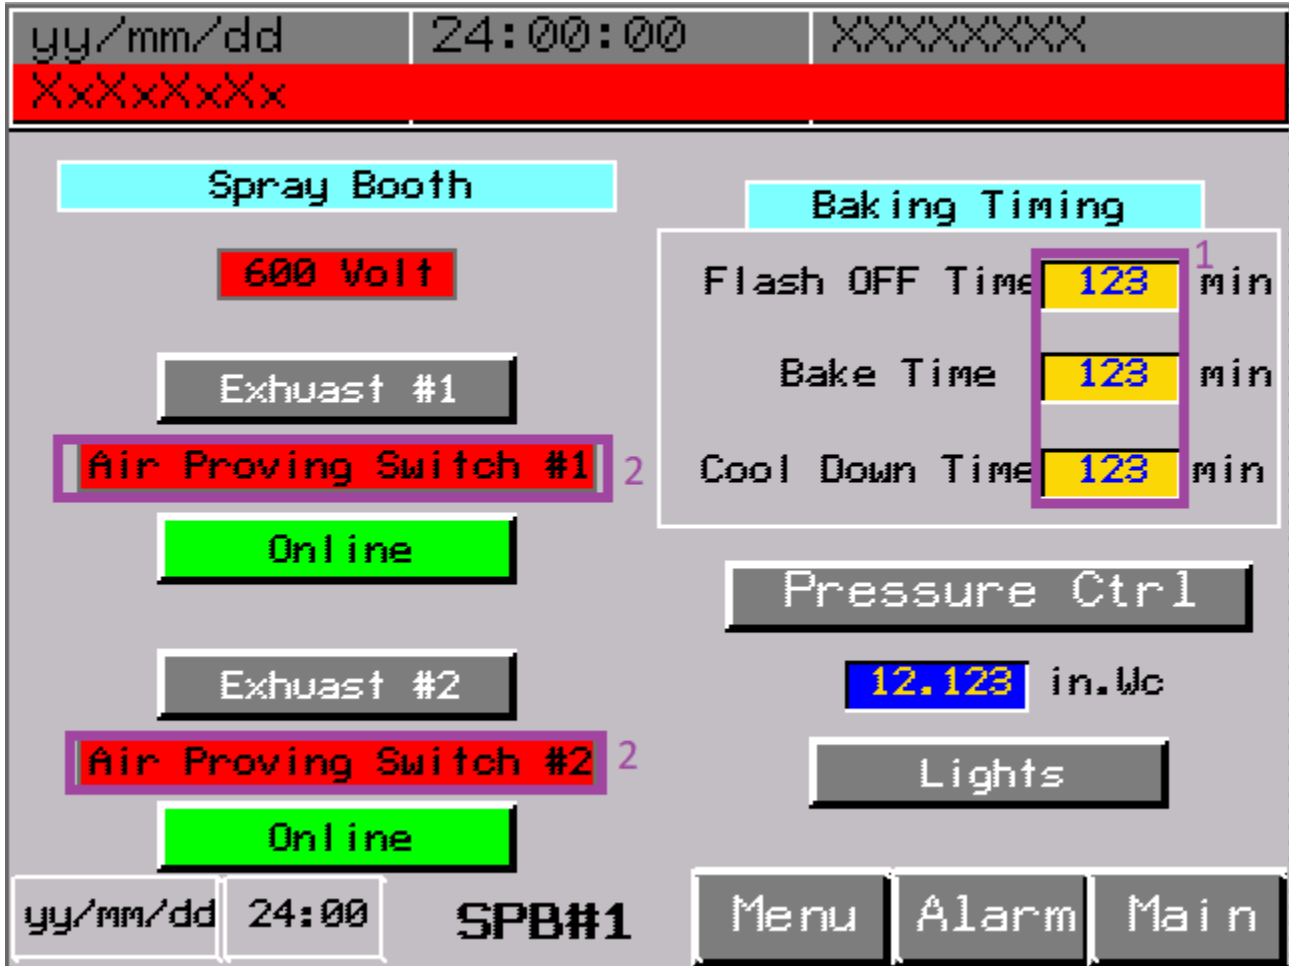 yy/mm/dd 24:00:00 XXXXXXXX
XxXxXxXx
Spray Booth
600 Volt
Exhuast #1
Air Proving Switch #1 2
Online
Exhuast #2
Air Proving Switch #2 2
Online
Baking Timing
1
Flash OFF Time 123 min
Bake Time 123 min
Cool Down Time 123 min
Pressure Ctrl
12.123 in.Wc
Lights
yy/mm/dd 24:00 SPB#1 Menu Alarm Main